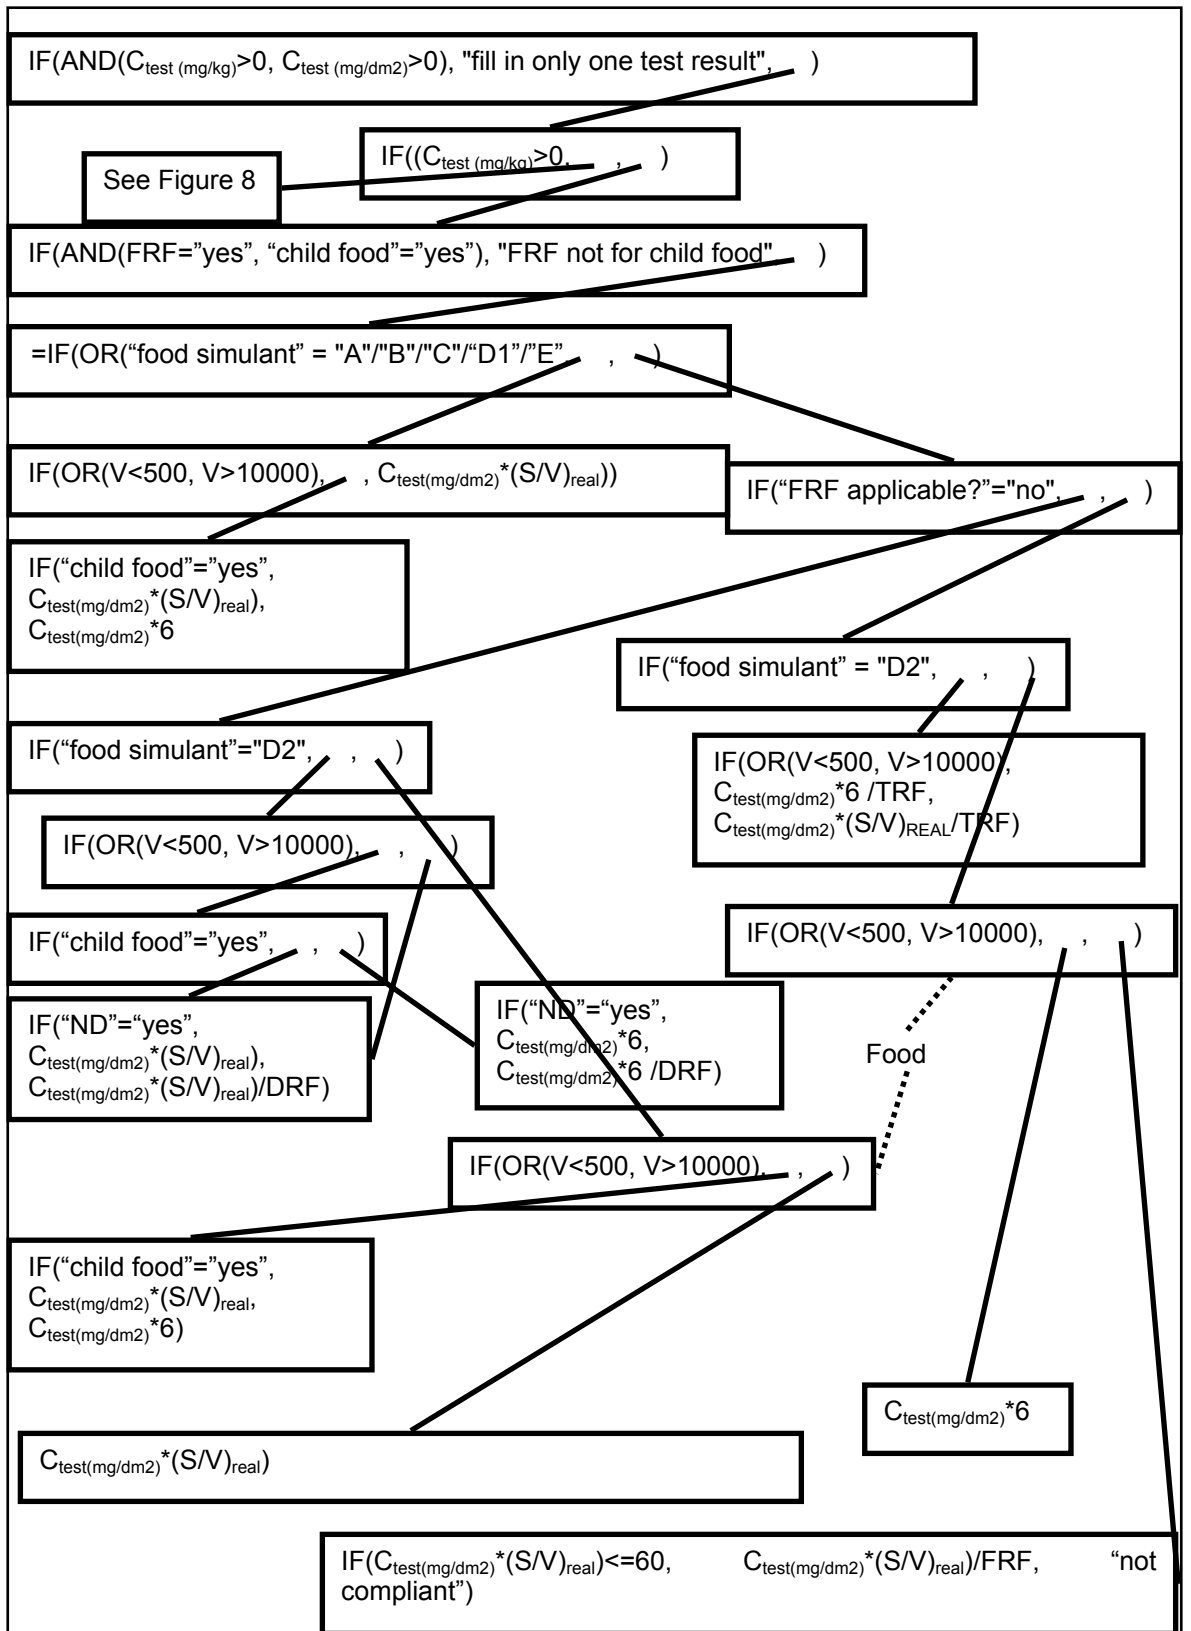 IF(AND(Ctest (mg/kg)>0, Ctest (mg/dm2)>0), "fill in only one test result", )
IF((Ctest (mg/kg)>0, , )
See Figure 8
IF(AND(FRF=”yes”, “child food”=”yes”), "FRF not for child food", )
=IF(OR(“food simulant” = "A"/"B"/"C"/“D1”/”E”, , )
IF(OR(V<500, V>10000), , Ctest(mg/dm2)*(S/V)real))
IF(“FRF applicable?”="no", , )
IF(“child food”=”yes”,
Ctest(mg/dm2)*(S/V)real),
Ctest(mg/dm2)*6
IF(“food simulant” = "D2", , )
IF(“food simulant”="D2", , )
IF(OR(V<500, V>10000),
Ctest(mg/dm2)*6 /TRF,
Ctest(mg/dm2)*(S/V)REAL/TRF)
IF(OR(V<500, V>10000), , )
IF(“child food”=”yes”, , )
IF(OR(V<500, V>10000), , )
IF(“ND”=“yes”,
Ctest(mg/dm2)*(S/V)real),
Ctest(mg/dm2)*(S/V)real)/DRF)
IF(“ND”=“yes”,
Ctest(mg/dm2)*6,
Ctest(mg/dm2)*6 /DRF)
Food
IF(OR(V<500, V>10000), , )
IF(“child food”=”yes”,
Ctest(mg/dm2)*(S/V)real,
Ctest(mg/dm2)*6)
Ctest(mg/dm2)*6
Ctest(mg/dm2)*(S/V)real)
IF(Ctest(mg/dm2)*(S/V)real)<=60, Ctest(mg/dm2)*(S/V)real)/FRF, “not
compliant”)